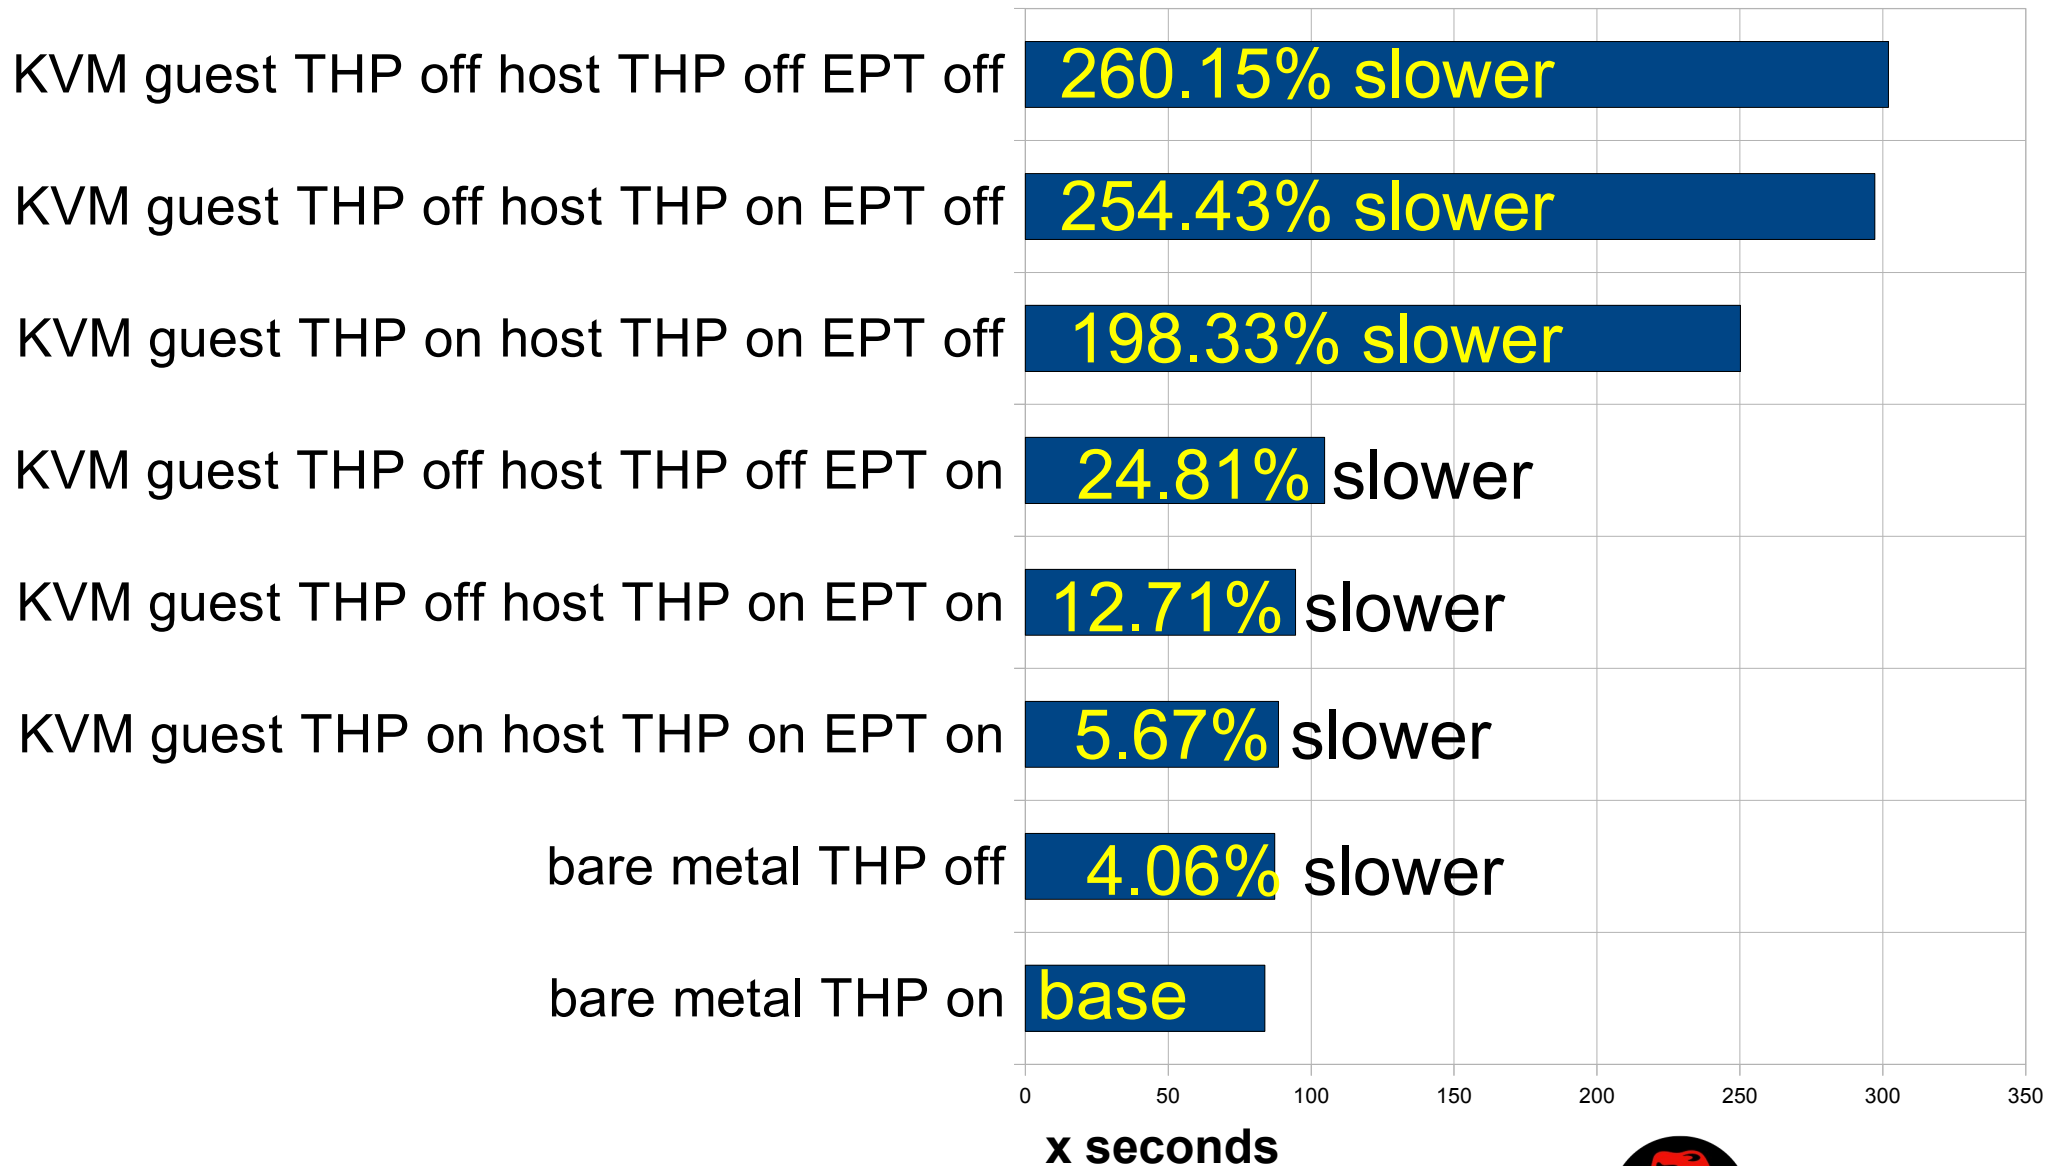 KVM guest THP off host THP off EPT off 260.15% slower
KVM guest THP off host THP on EPT off 254.43% slower
KVM guest THP on host THP on EPT off 198.33% slower
KVM guest THP off host THP off EPT on 24.81% slower
KVM guest THP off host THP on EPT on 12.71% slower
KVM guest THP on host THP on EPT on 5.67% slower
bare metal THP off 4.06% slower
bare metal THP on base
0 50 100 150 200 250 300 350
x seconds